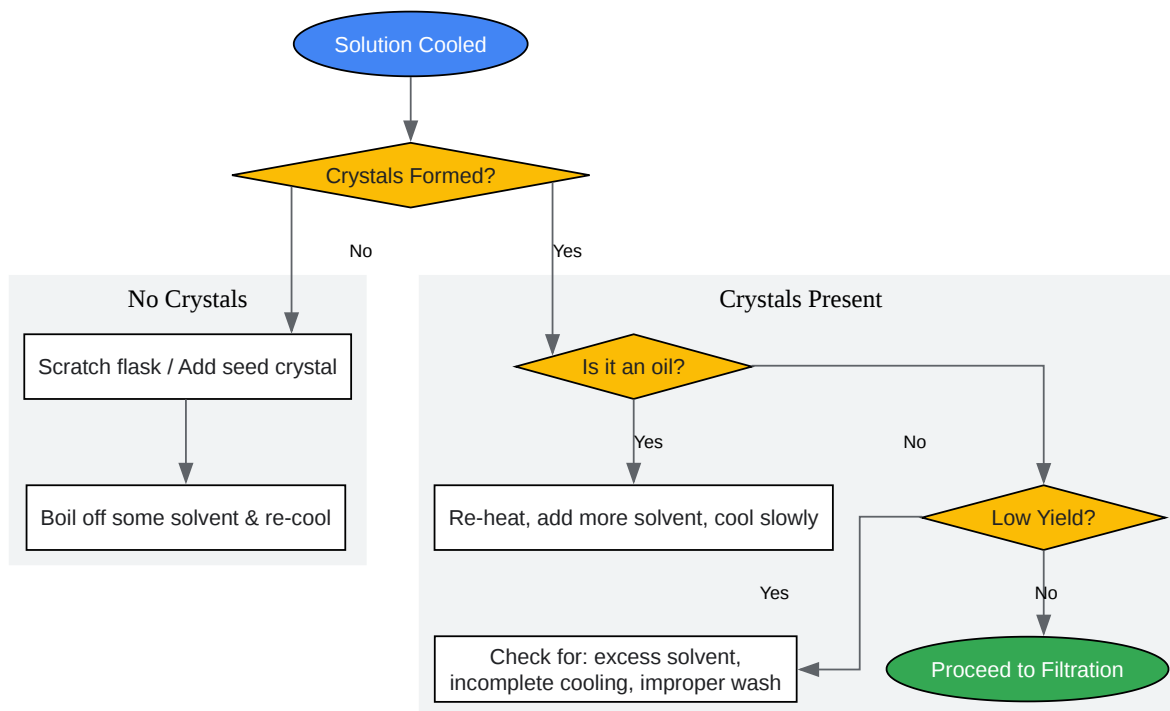 Solution Cooled
Crystals Formed?
No
Yes
No Crystals
Crystals Present
Scratch flask / Add seed crystal
Is it an oil?
Yes
No
Boil off some solvent & re-cool
Re-heat, add more solvent, cool slowly
Low Yield?
Yes
No
Check for: excess solvent,
incomplete cooling, improper wash
Proceed to Filtration